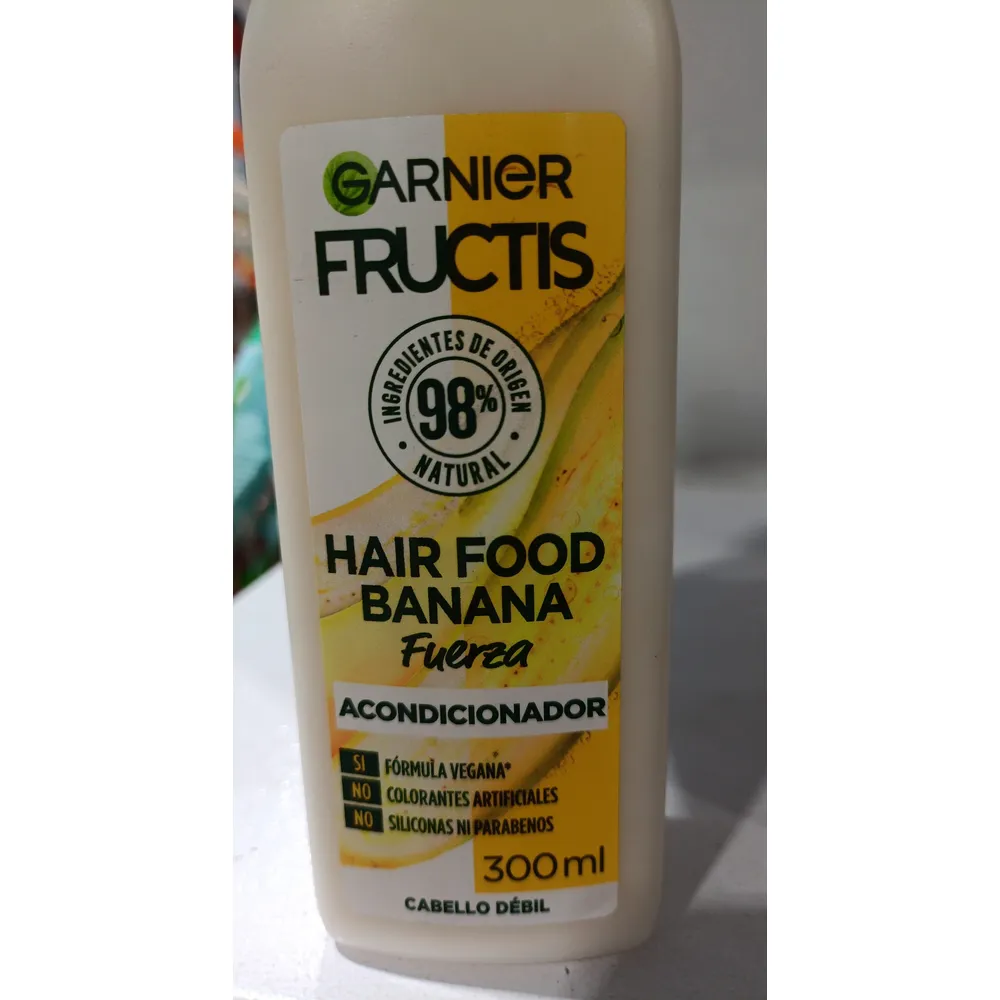 GARNIER
FRUCTIS
INGREDIENTES DE ORIGEN
98%
NATURAL
HAIR FOOD
BANANA
Fuerza
ACONDICIONADOR
SI FÓRMULA VEGANA*
NO COLORANTES ARTIFICIALES
NO SILICONAS NI PARABENOS
300ml
CABELLO DÉBIL